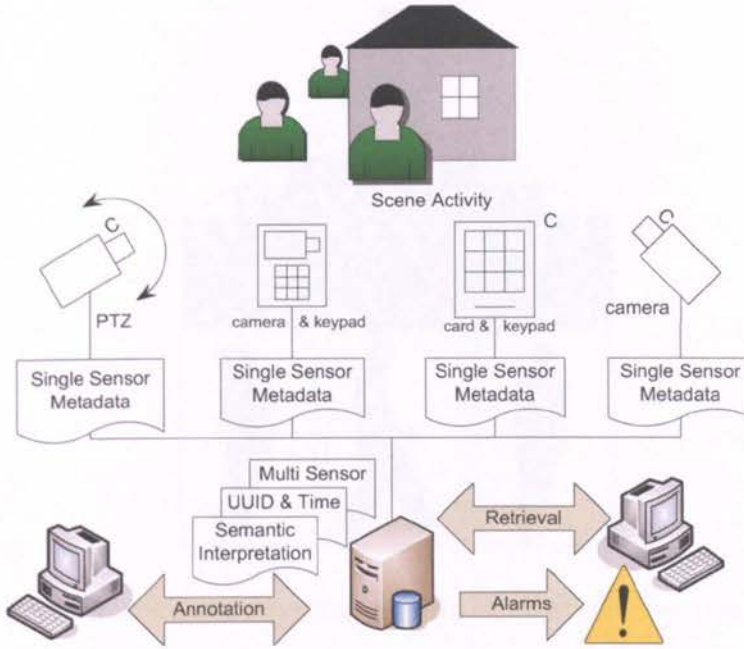 Scene Activity
C
C
C
PTZ
camera & keypad
card & keypad
camera
Single Sensor
Metadata
Single Sensor
Metadata
Single Sensor
Metadata
Single Sensor
Metadata
Multi Sensor
UUID & Time
Semantic
Interpretation
Retrieval
Annotation
Alarms
!